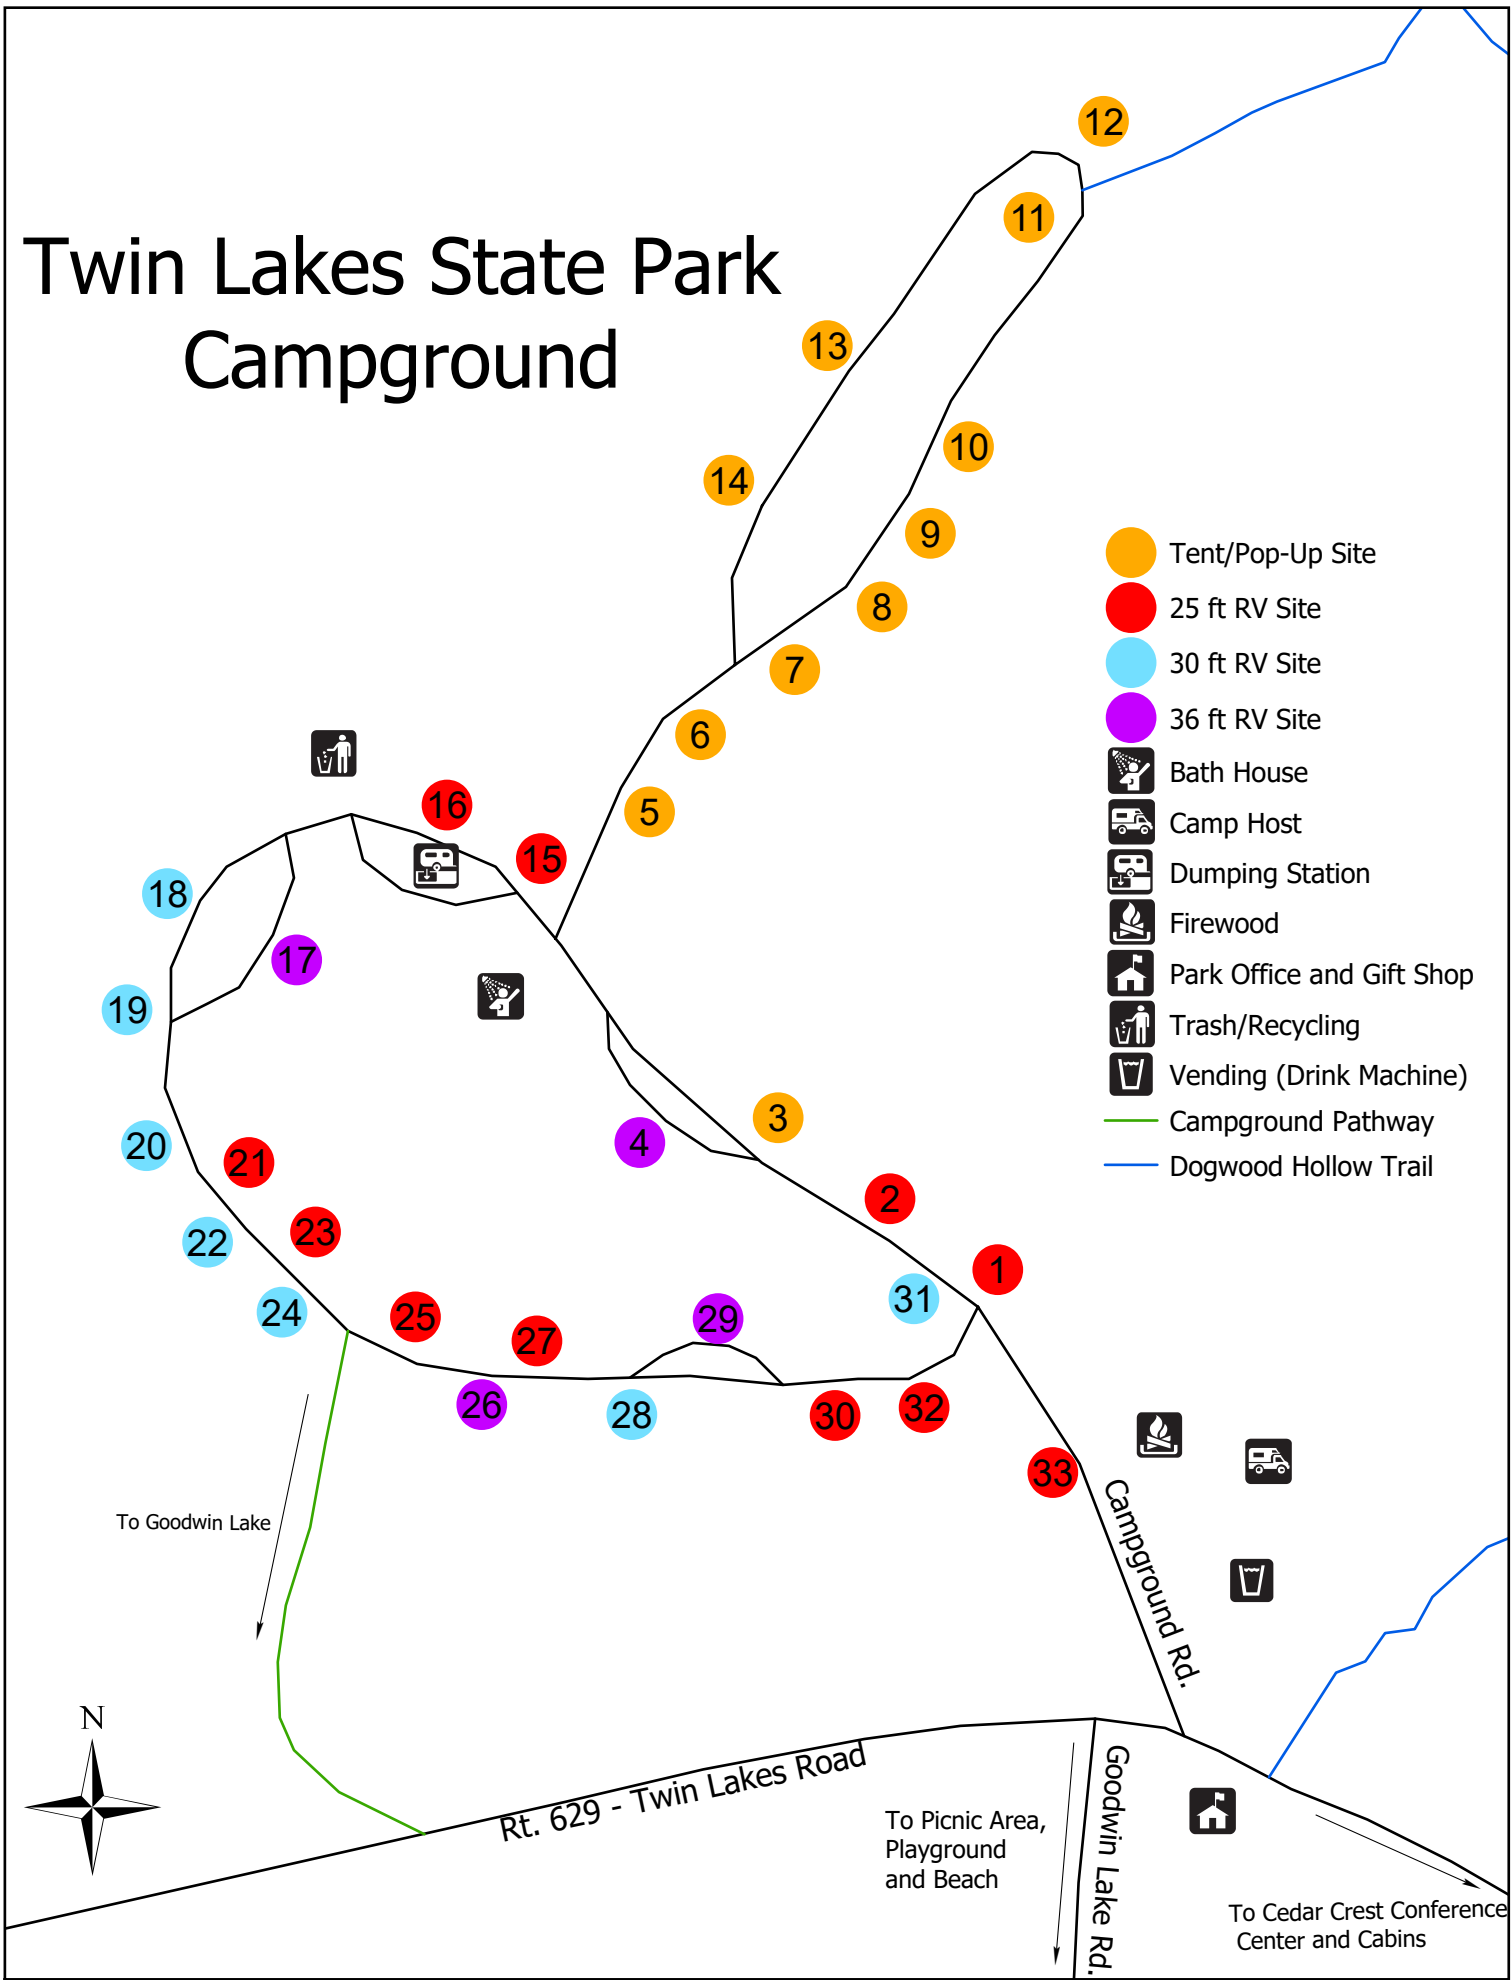 Twin Lakes State Park
Campground
12
11
13
10
14
9
8
7
6
5
16
15
18
17
19
3
4
20
21
2
22
23
1
31
24
25
29
27
26
28
30
32
33
Tent/Pop-Up Site
25 ft RV Site
30 ft RV Site
36 ft RV Site
Bath House
Camp Host
Dumping Station
Firewood
Park Office and Gift Shop
Trash/Recycling
Vending (Drink Machine)
Campground Pathway
Dogwood Hollow Trail
To Goodwin Lake
Campground Rd.
N
Rt. 629 - Twin Lakes Road
Goodwin Lake Rd.
To Picnic Area,
Playground
and Beach
To Cedar Crest Conference
Center and Cabins